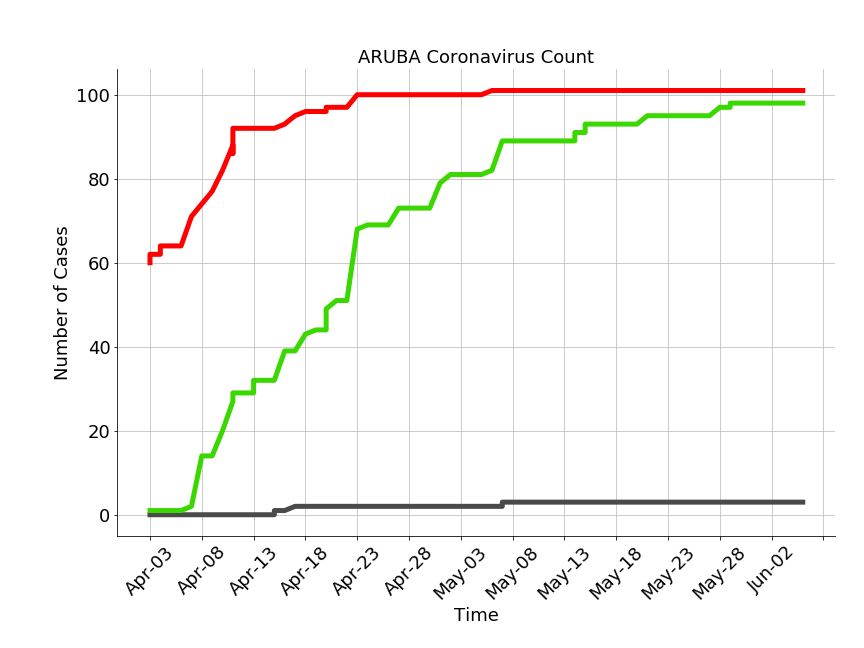 ARUBA Coronavirus Count
Number of Cases
100
80
60
40
20
0
Apr-03
Apr-08
Apr-13
Apr-18
Apr-23
Apr-28
May-03
May-08
May-13
May-18
May-23
May-28
Jun-02
Time